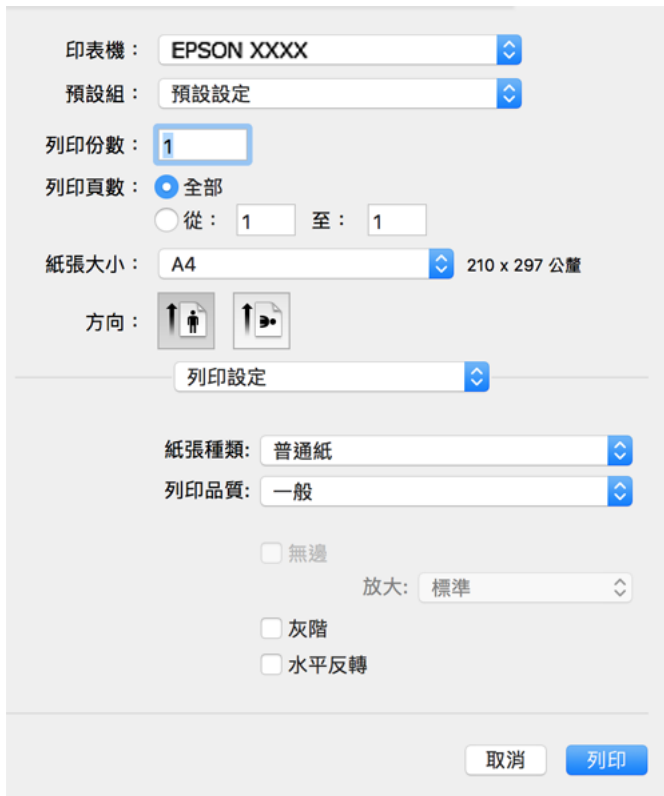 印表機： EPSON XXXX
預設組： 預設設定
列印份數： 1
列印頁數： 全部
從： 1 至： 1
紙張大小： A4 210 x 297 公釐
方向：
列印設定
紙張種類: 普通紙
列印品質: 一般
無邊
放大: 標準
灰階
水平反轉
取消 列印